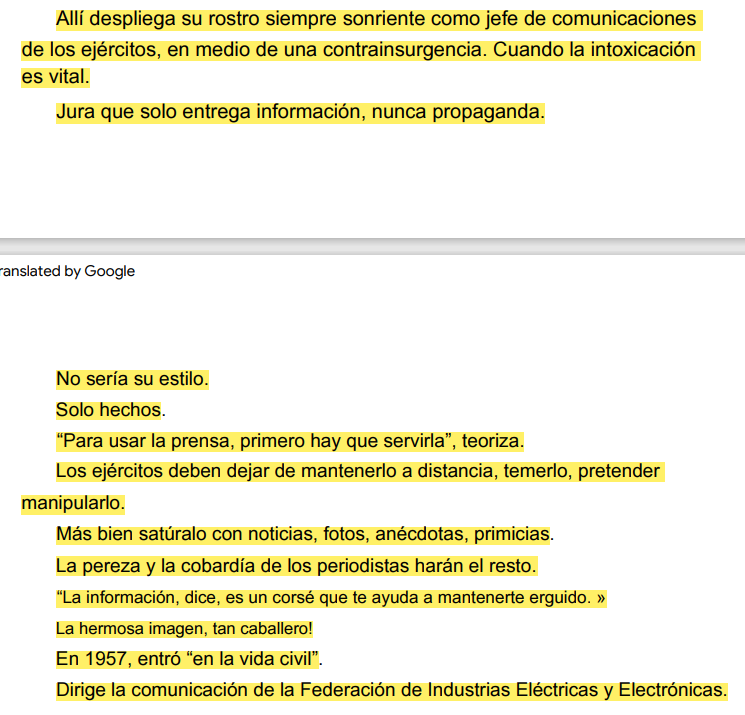 Allí despliega su rostro siempre sonriente como jefe de comunicaciones
de los ejércitos, en medio de una contrainsurgencia. Cuando la intoxicación
es vital.
Jura que solo entrega información, nunca propaganda.
ranslated by Google
No sería su estilo.
Solo hechos.
“Para usar la prensa, primero hay que servirla”, teoriza.
Los ejércitos deben dejar de mantenerlo a distancia, temerlo, pretender
manipularlo.
Más bien satúralo con noticias, fotos, anécdotas, primicias.
La pereza y la cobardía de los periodistas harán el resto.
“La información, dice, es un corsé que te ayuda a mantenerte erguido. »
La hermosa imagen, tan caballero!
En 1957, entró “en la vida civil”.
Dirige la comunicación de la Federación de Industrias Eléctricas y Electrónicas.